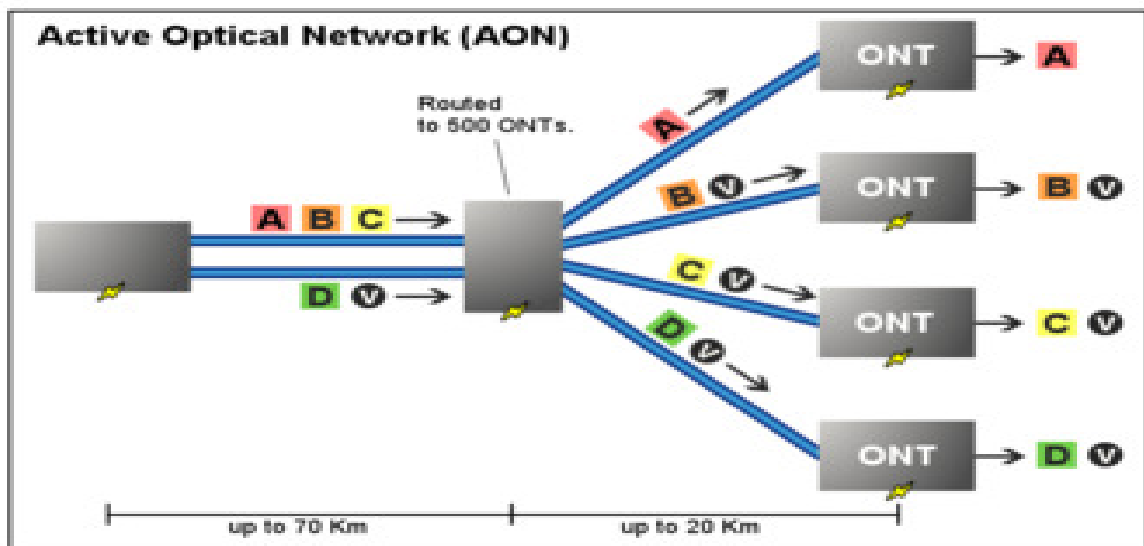 Active Optical Network (AON)
Routed
to 500 ONTs.
ONT
A
A
B V
ONT
B V
A B C
D V
C V
ONT
C V
D V
ONT
D V
up to 70 Km
up to 20 Km